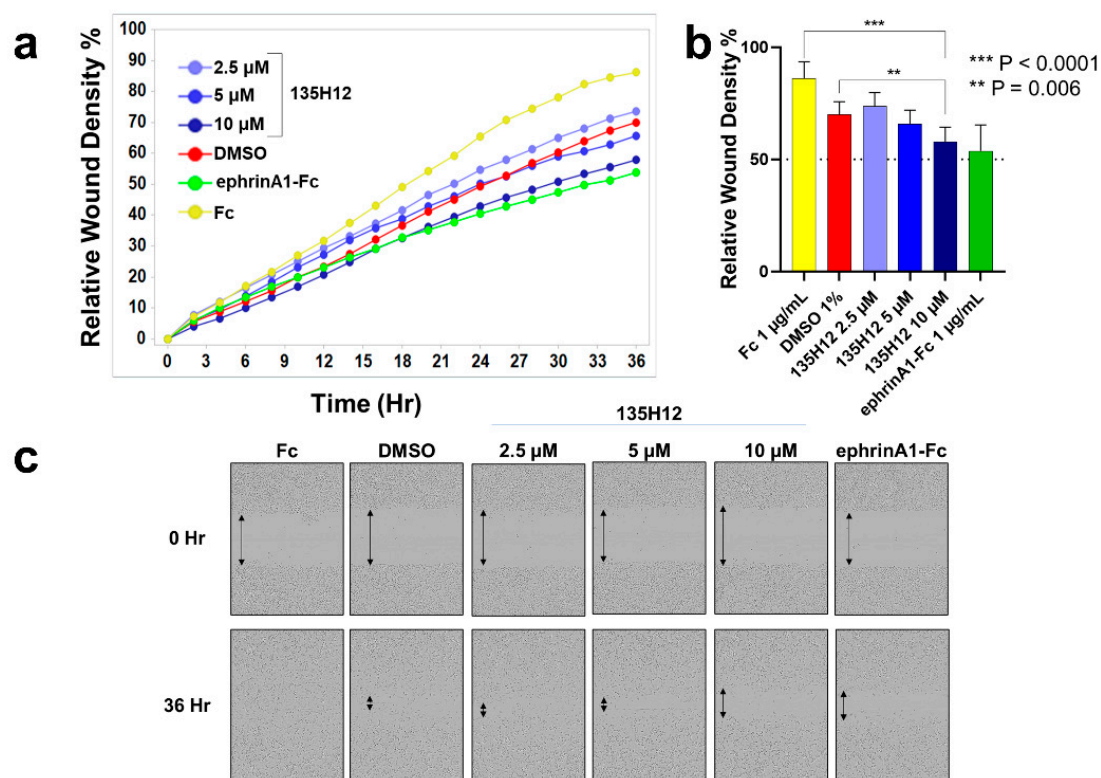 a
Relative Wound Density %
100
90
80
70
60
50
40
30
20
10
0
2.5 µM
5 µM
10 µM
135H12
DMSO
ephrinA1-Fc
Fc
0 3 6 9 12 15 18 21 24 27 30 33 36
Time (Hr)
b
Relative Wound Density %
100
50
0
***
**
*** P < 0.0001
** P = 0.006
Fc 1 µg/mL
DMSO 1%
135H12 2.5 µM
135H12 5 µM
135H12 10 µM
ephrinA1-Fc 1 µg/mL
c
135H12
Fc DMSO 2.5 µM 5 µM 10 µM ephrinA1-Fc
0 Hr
36 Hr